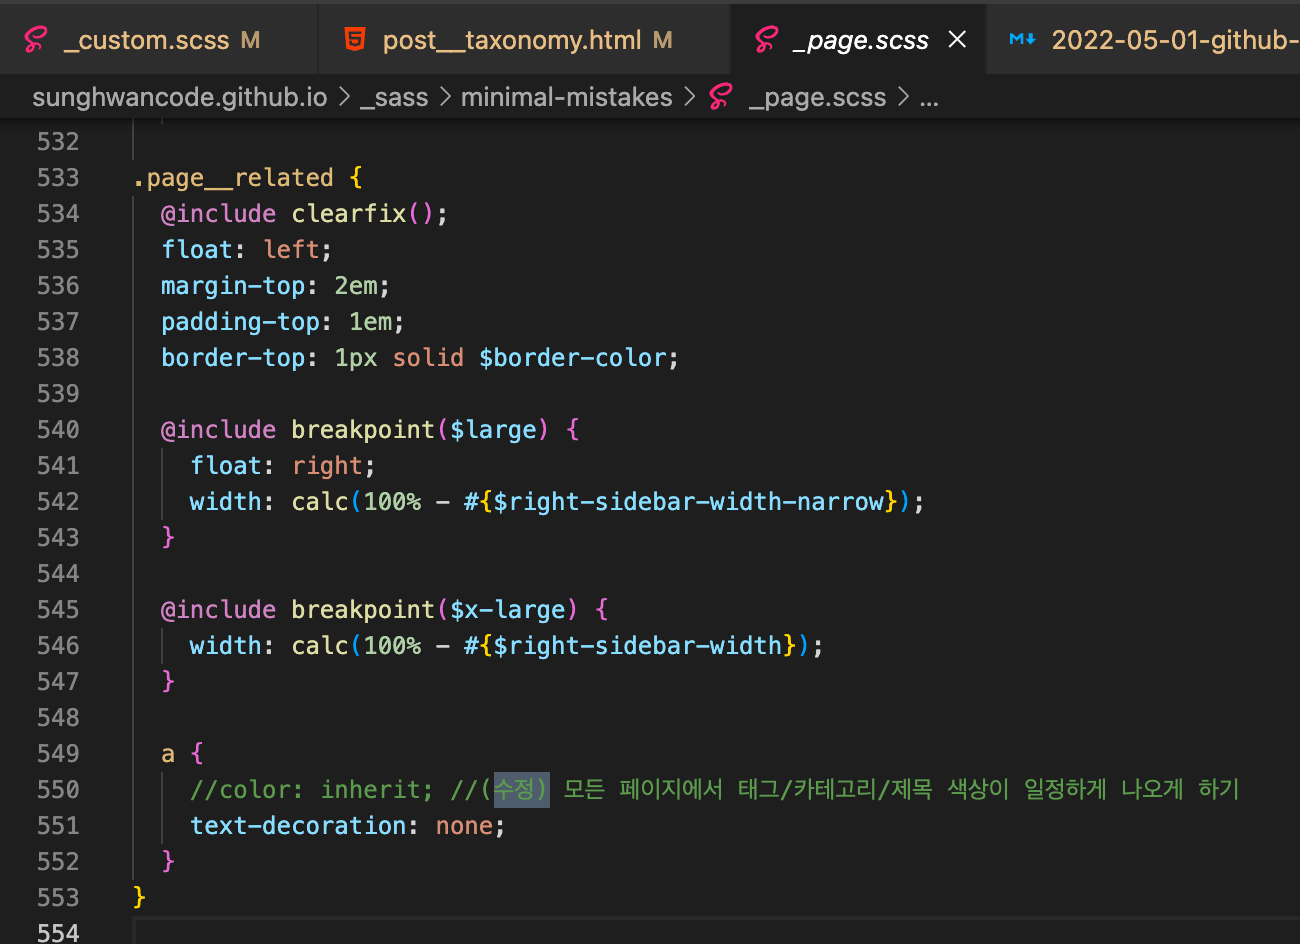 _custom.scss M post__taxonomy.html M _page.scss × 2022-05-01-github-
sunghwancode.github.io > _sass > minimal-mistakes > _page.scss > ...
532
533 .page__related {
534 @include clearfix();
535 float: left;
536 margin-top: 2em;
537 padding-top: 1em;
538 border-top: 1px solid $border-color;
539
540 @include breakpoint($large) {
541 float: right;
542 width: calc(100% - #{$right-sidebar-width-narrow});
543 }
544
545 @include breakpoint($x-large) {
546 width: calc(100% - #{$right-sidebar-width});
547 }
548
549 a {
550 //color: inherit; //(수정) 모든 페이지에서 태그/카테고리/제목 색상이 일정하게 나오게 하기
551 text-decoration: none;
552 }
553 }
554